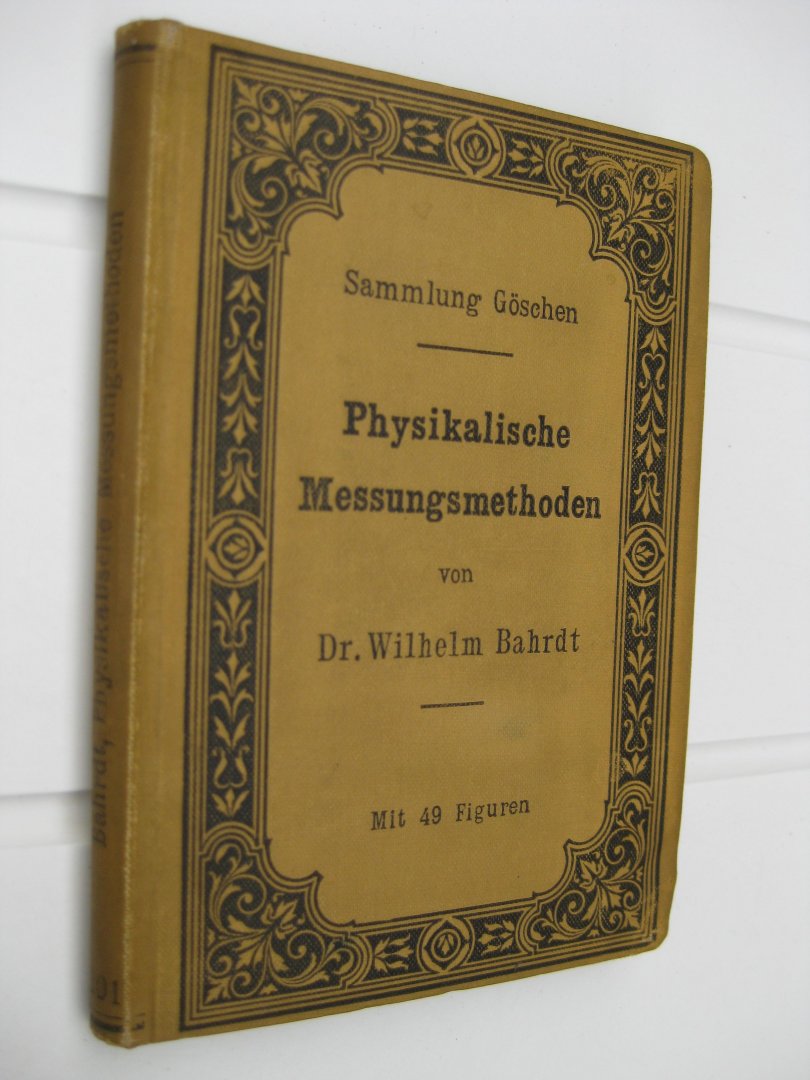 Sammlung Göschen
Physikalische
Messungsmethoden
von
Dr. Wilhelm Bahrdt
Mit 49 Figuren
Bahrdt, Physikalische Messungsmethoden